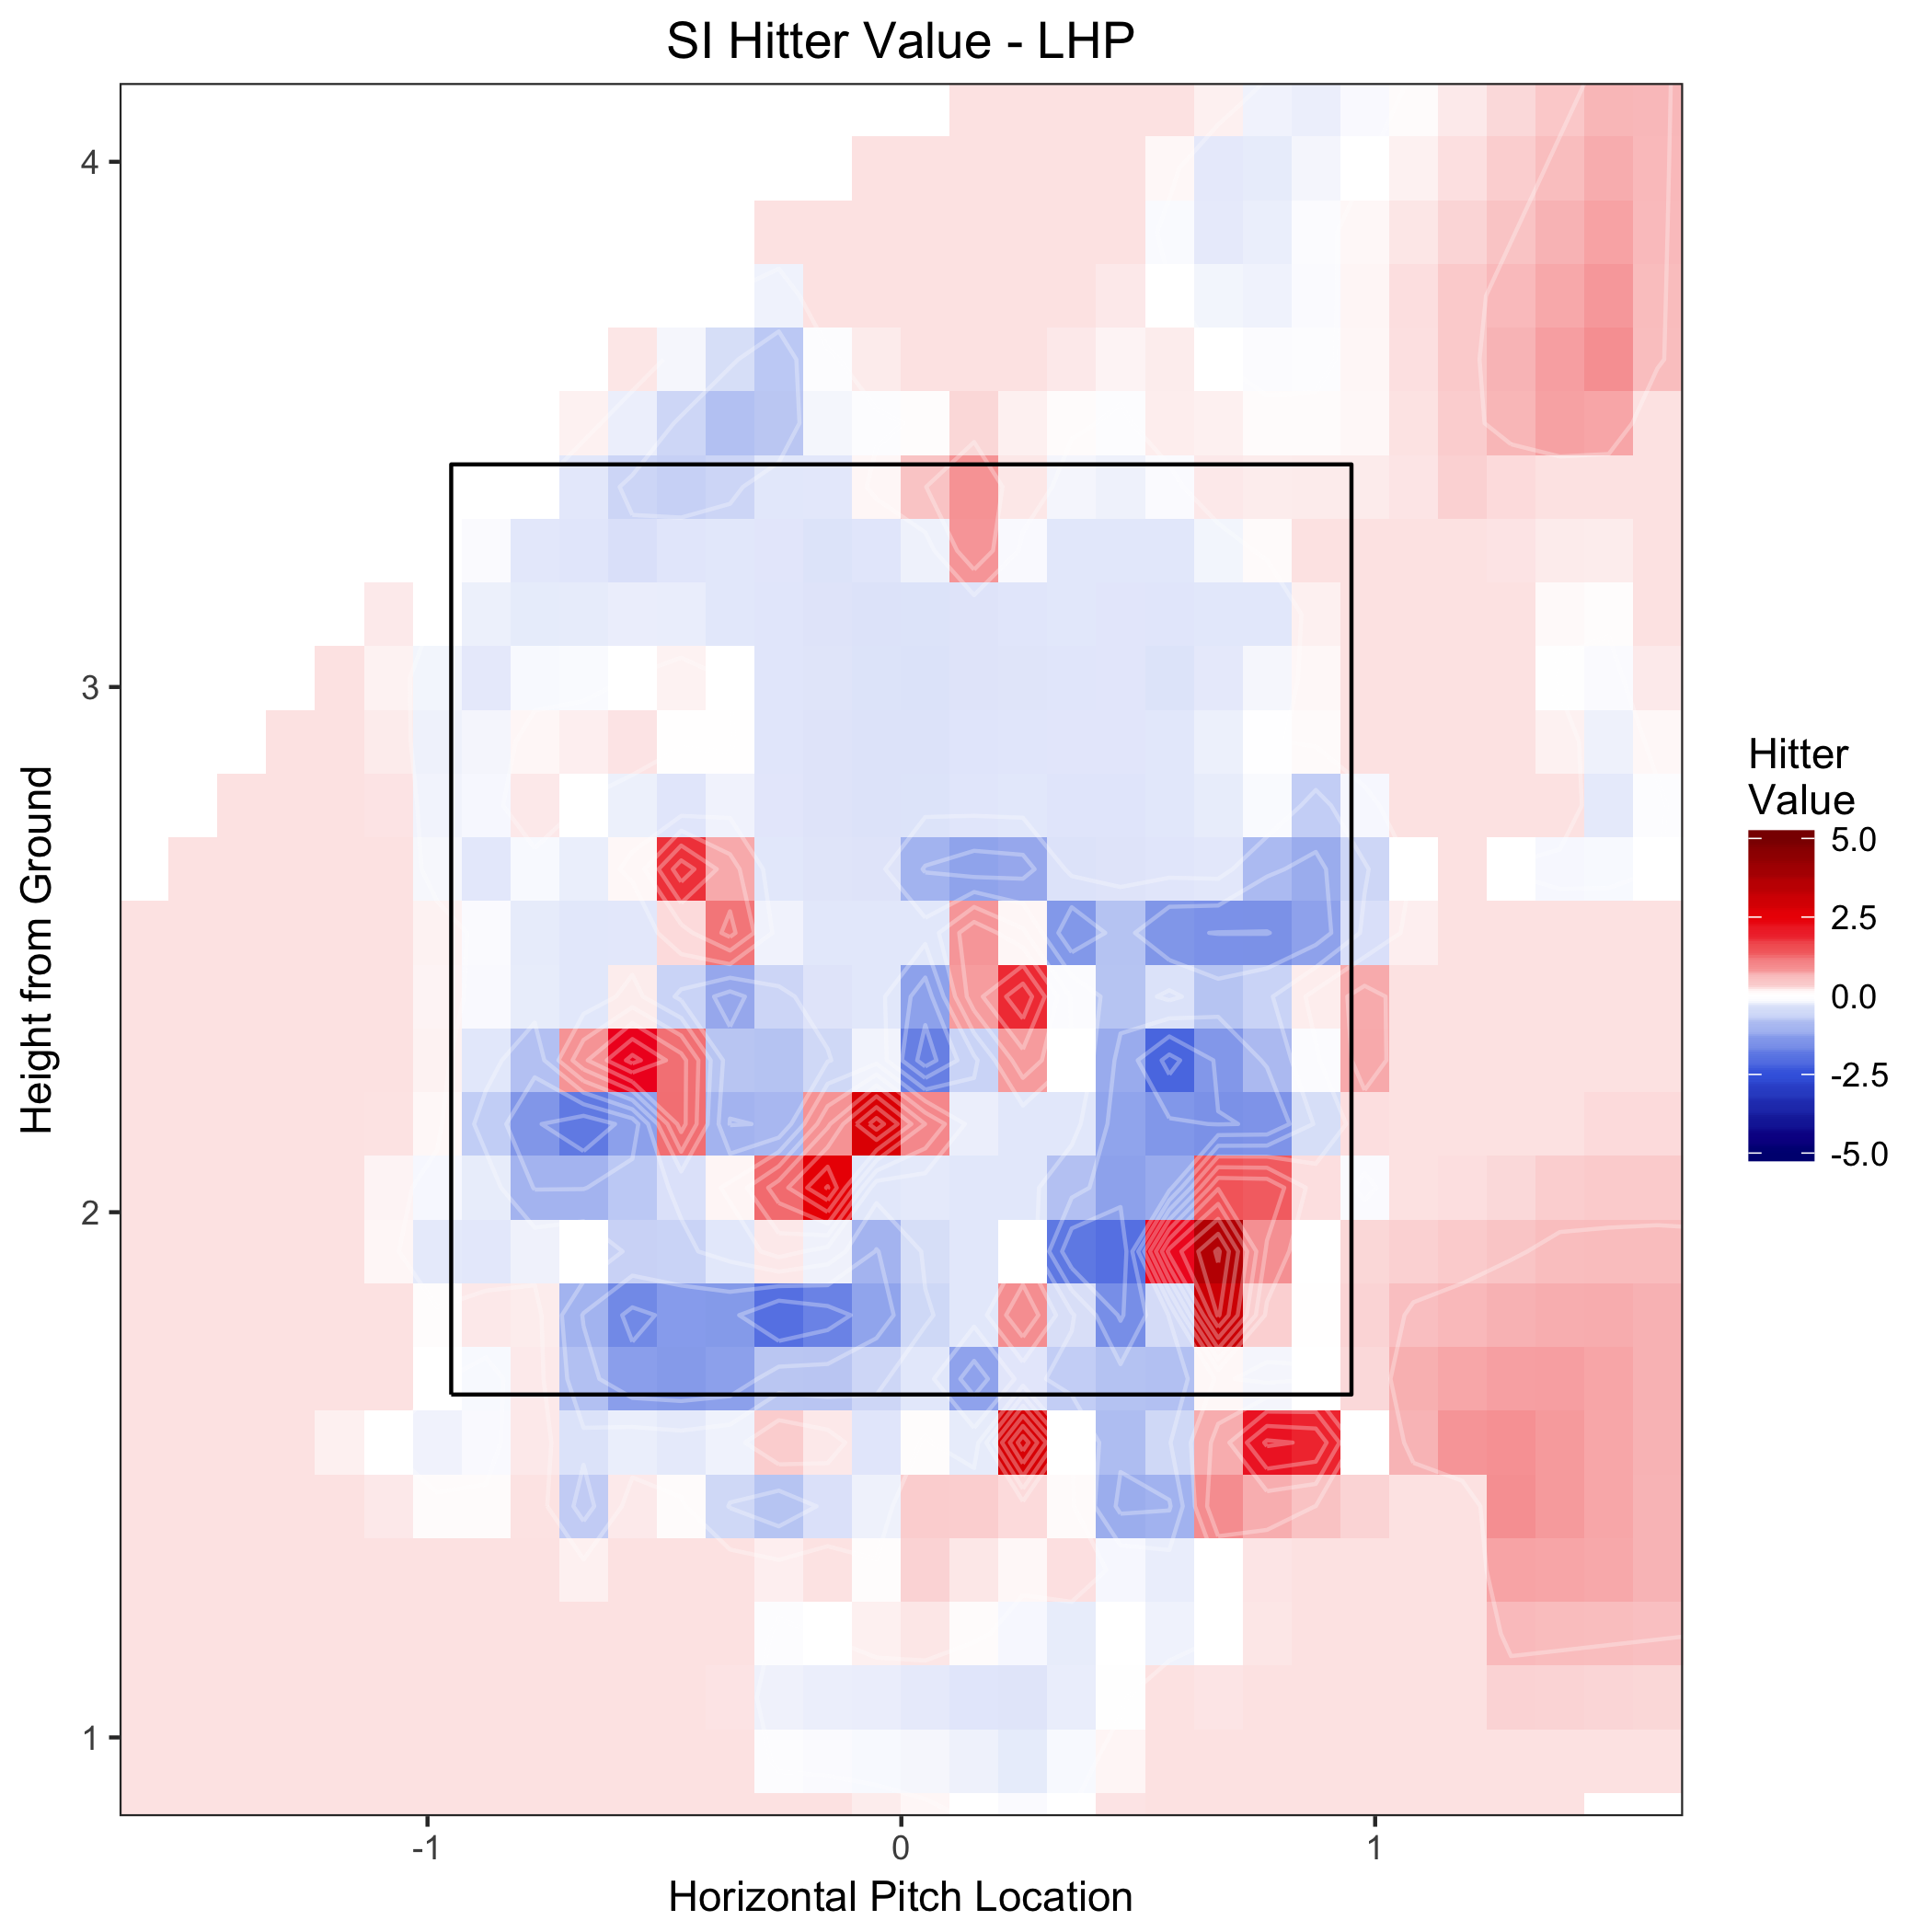 SI Hitter Value - LHP
4
3
2
1
Height from Ground
-1
0
1
Horizontal Pitch Location
Hitter
Value
5.0
2.5
0.0
-2.5
-5.0